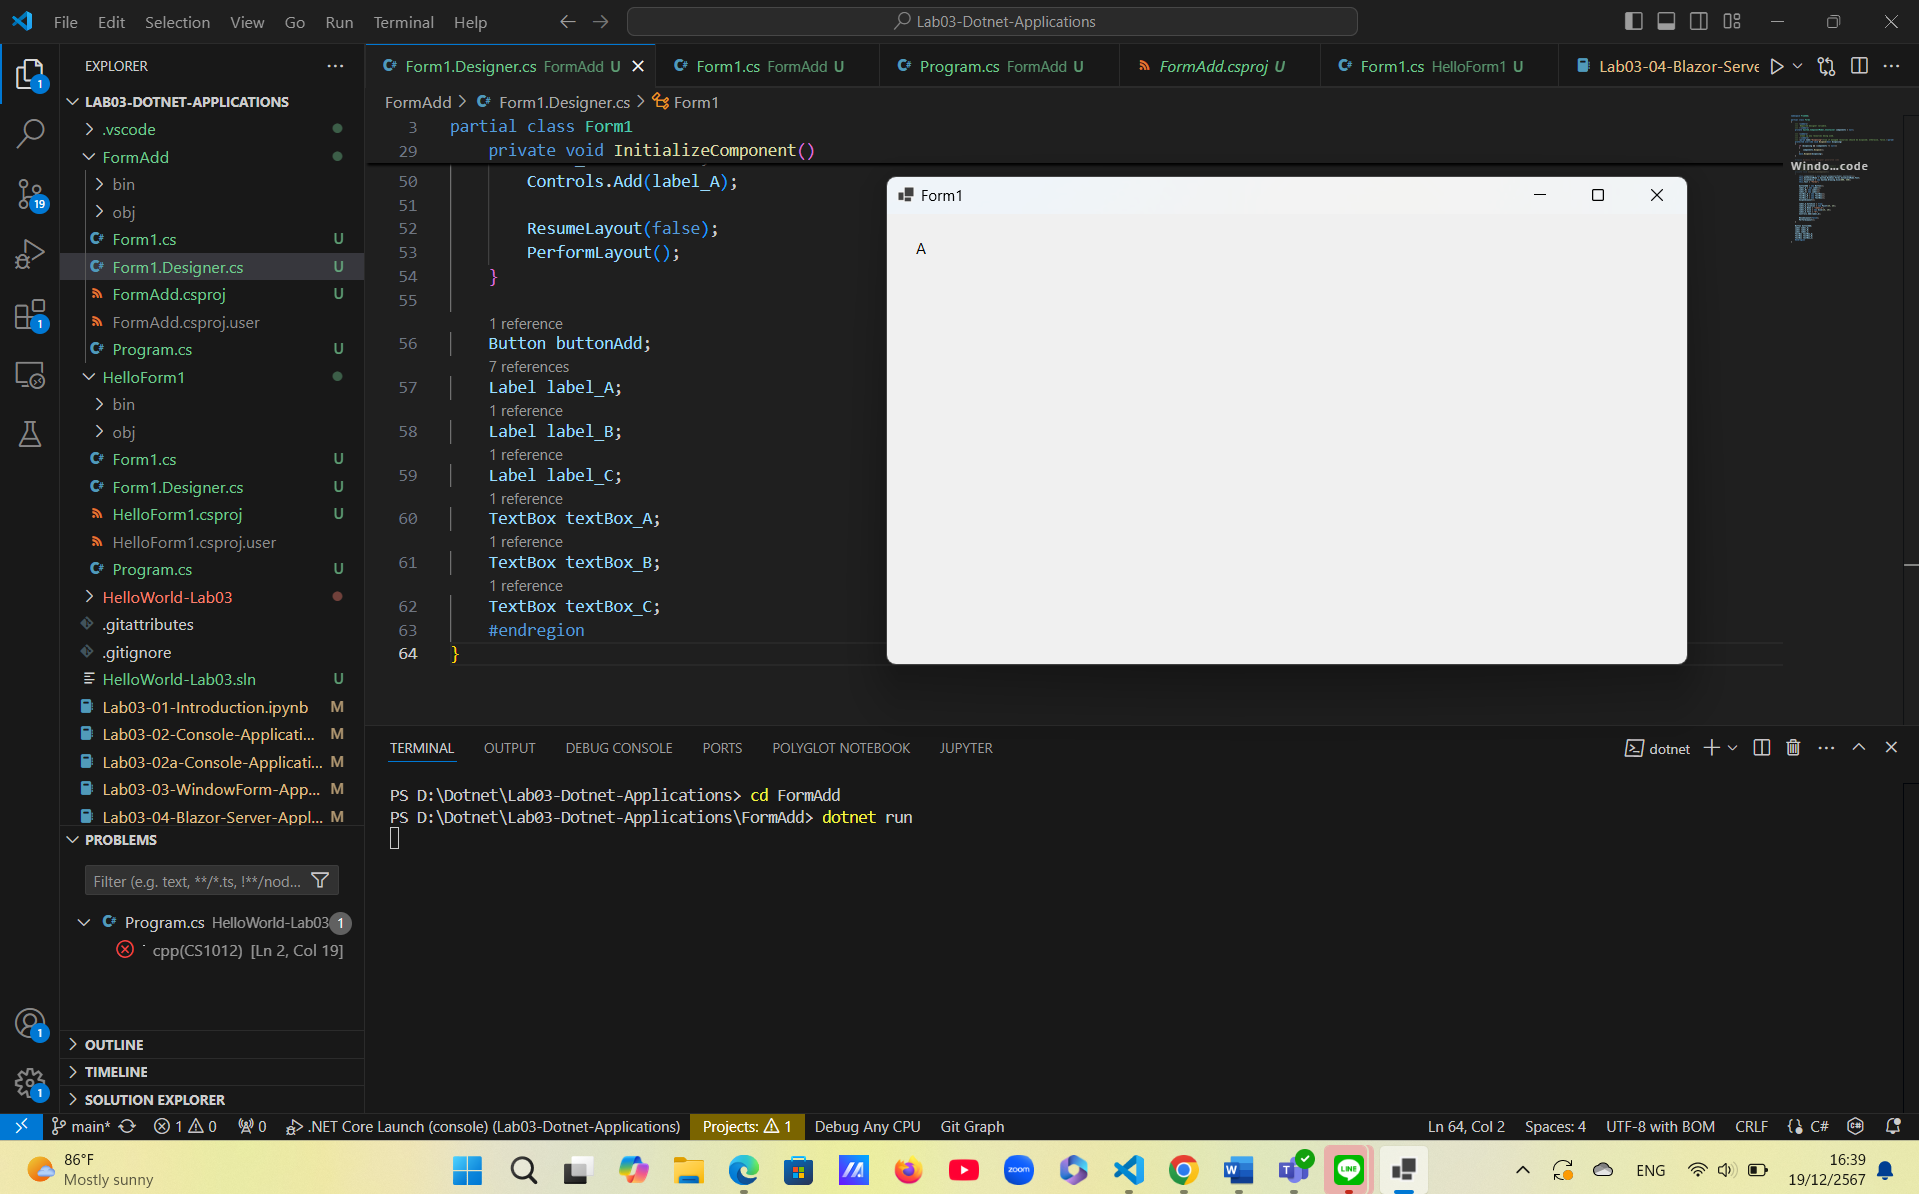 File Edit Selection View Go Run Terminal Help
Lab03-Dotnet-Applications
EXPLORER
LAB03-DOTNET-APPLICATIONS
.vscode
FormAdd
bin
obj
Form1.cs U
Form1.Designer.cs U
FormAdd.csproj U
FormAdd.csproj.user
Program.cs U
HelloForm1
bin
obj
Form1.cs U
Form1.Designer.cs U
HelloForm1.csproj U
HelloForm1.csproj.user
Program.cs U
HelloWorld-Lab03
.gitattributes
.gitignore
HelloWorld-Lab03.sln U
Lab03-01-Introduction.ipynb M
Lab03-02-Console-Applicati... M
Lab03-02a-Console-Applicati... M
Lab03-03-WindowForm-App... M
Lab03-04-Blazor-Server-Appl... M
PROBLEMS
Filter (e.g. text, **/*.ts, !**/nod...
Program.cs HelloWorld-Lab03 1
cpp(CS1012) [Ln 2, Col 19]
OUTLINE
TIMELINE
SOLUTION EXPLORER
1
19
1
1
1
Form1.Designer.cs FormAdd U
Form1.cs FormAdd U
Program.cs FormAdd U
FormAdd.csproj U
Form1.cs HelloForm1 U
Lab03-04-Blazor-Serve
FormAdd > Form1.Designer.cs > Form1
3 partial class Form1
29 private void InitializeComponent()
50 Controls.Add(label_A);
51
52 ResumeLayout(false);
53 PerformLayout();
54 }
55
1 reference
56 Button buttonAdd;
7 references
57 Label label_A;
1 reference
58 Label label_B;
1 reference
59 Label label_C;
1 reference
60 TextBox textBox_A;
1 reference
61 TextBox textBox_B;
1 reference
62 TextBox textBox_C;
63 #endregion
64 }
Windo...code
Form1
A
TERMINAL OUTPUT DEBUG CONSOLE PORTS POLYGLOT NOTEBOOK JUPYTER
dotnet
PS D:\Dotnet\Lab03-Dotnet-Applications> cd FormAdd
PS D:\Dotnet\Lab03-Dotnet-Applications\FormAdd> dotnet run
main* 1 0 0 .NET Core Launch (console) (Lab03-Dotnet-Applications) Projects: 1 Debug Any CPU Git Graph
Ln 64, Col 2 Spaces: 4 UTF-8 with BOM CRLF C#
86°F
Mostly sunny
zoom
LINE
ENG
16:39
19/12/2567